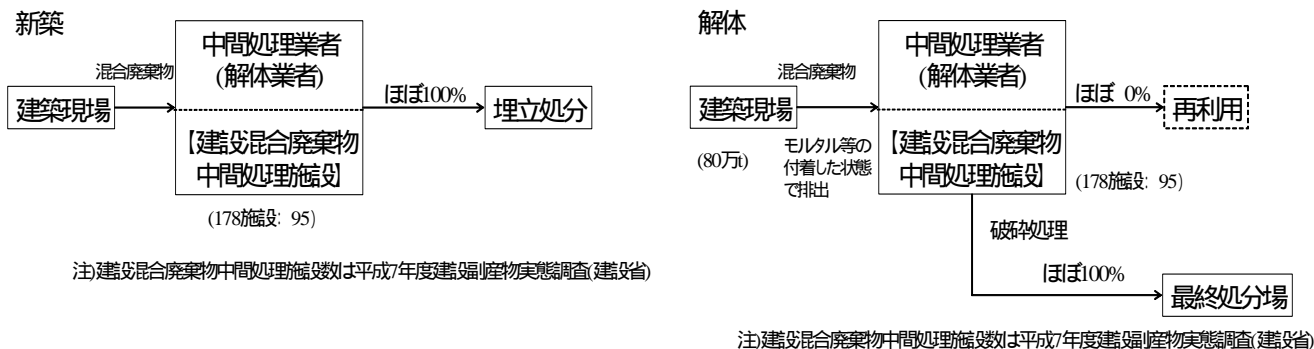 新築
中間処理業者
(解体業者)
混合廃棄物
建築現場
ほぼ100%
埋立処分
【建設混合廃棄物
中間処理施設】
(178施設: 95)
注)建設混合廃棄物中間処理施設数は平成7年度建設副産物実態調査(建設省)
解体
中間処理業者
(解体業者)
混合廃棄物
建築現場
ほぼ 0%
再利用
(80万t)
モルタル等の
付着した状態
で排出
【建設混合廃棄物
中間処理施設】
(178施設: 95)
破砕処理
ほぼ100%
最終処分場
注)建設混合廃棄物中間処理施設数は平成7年度建設副産物実態調査(建設省)